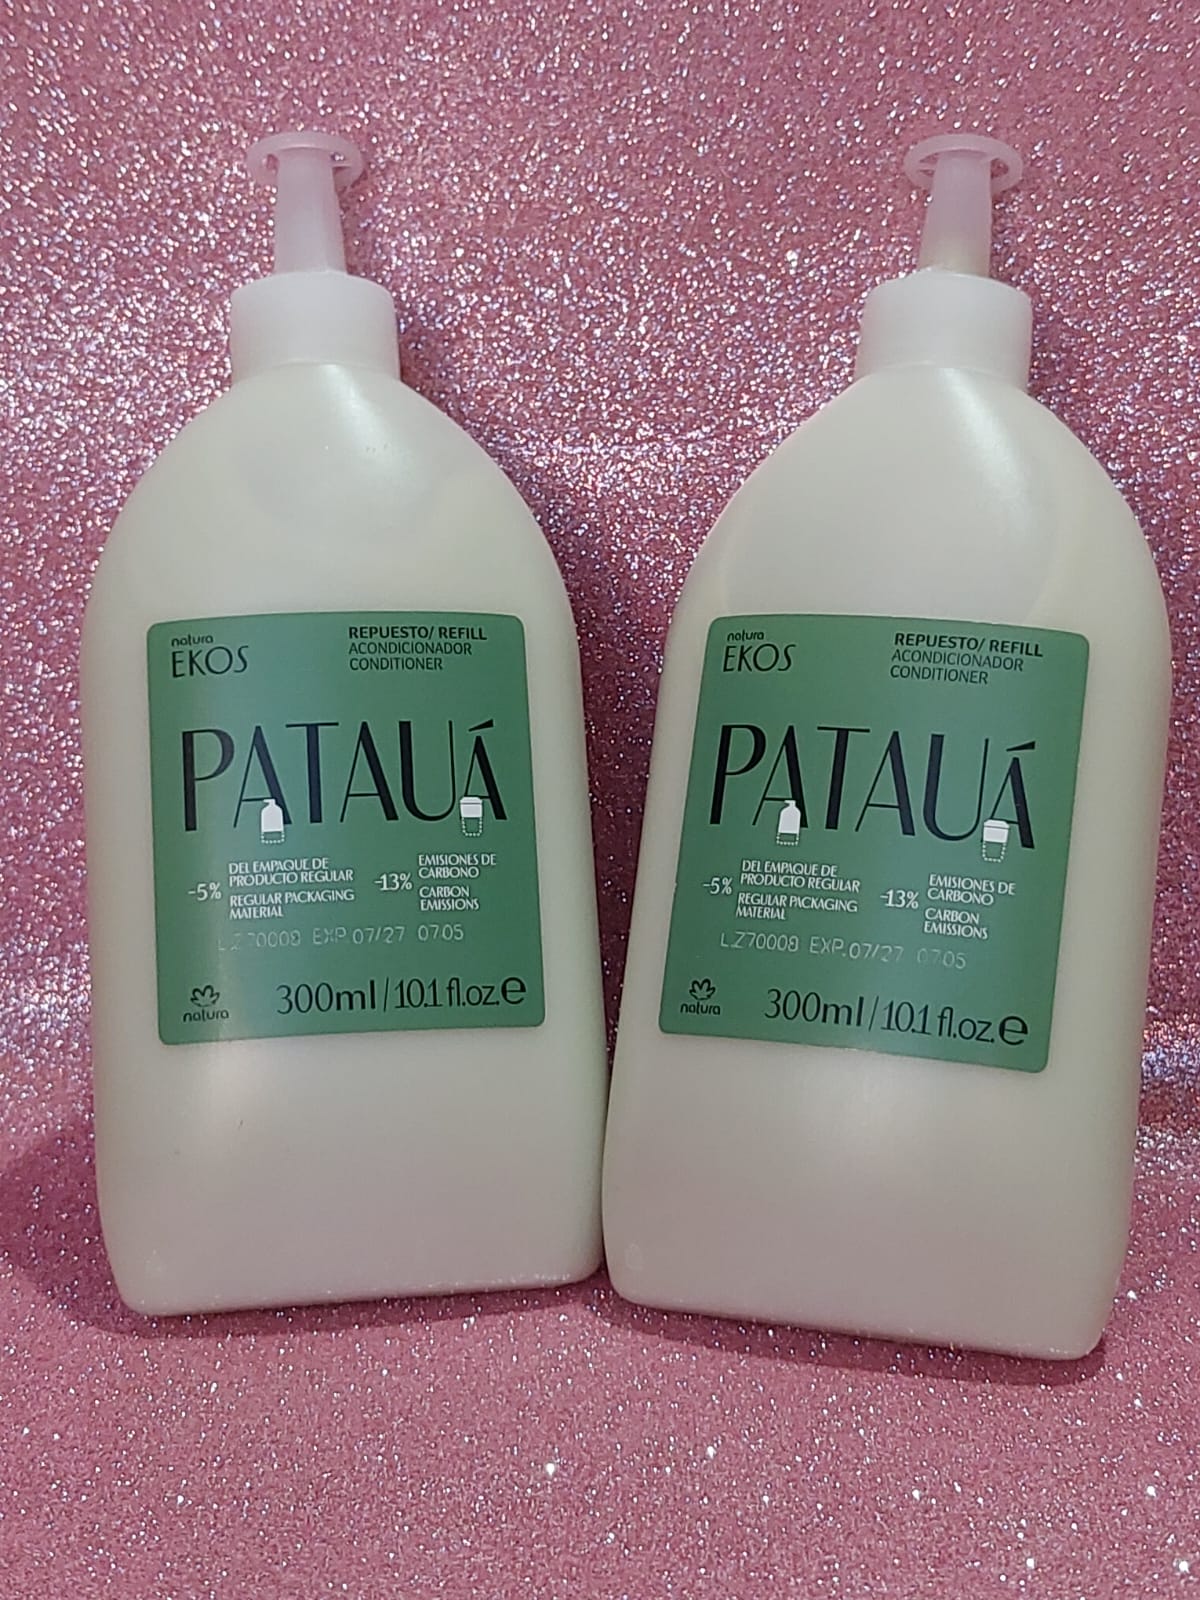 natura
EKOS
REPUESTO/ REFILL
ACONDICIONADOR
CONDITIONER
PATAUÁ
-5%
DEL EMPAQUE DE
PRODUCTO REGULAR
REGULAR PACKAGING
MATERIAL
-13%
EMISIONES DE
CARBONO
CARBON
EMISSIONS
L.Z70009 EXP.07/27 07:05
natura
300ml/10.1 fl.oz.e
natura
EKOS
REPUESTO/ REFILL
ACONDICIONADOR
CONDITIONER
PATAUÁ
-5%
DEL EMPAQUE DE
PRODUCTO REGULAR
REGULAR PACKAGING
MATERIAL
-13%
EMISIONES DE
CARBONO
CARBON
EMISSIONS
L.Z70008 EXP.07/27 07:05
natura
300ml/10.1 fl.oz.e